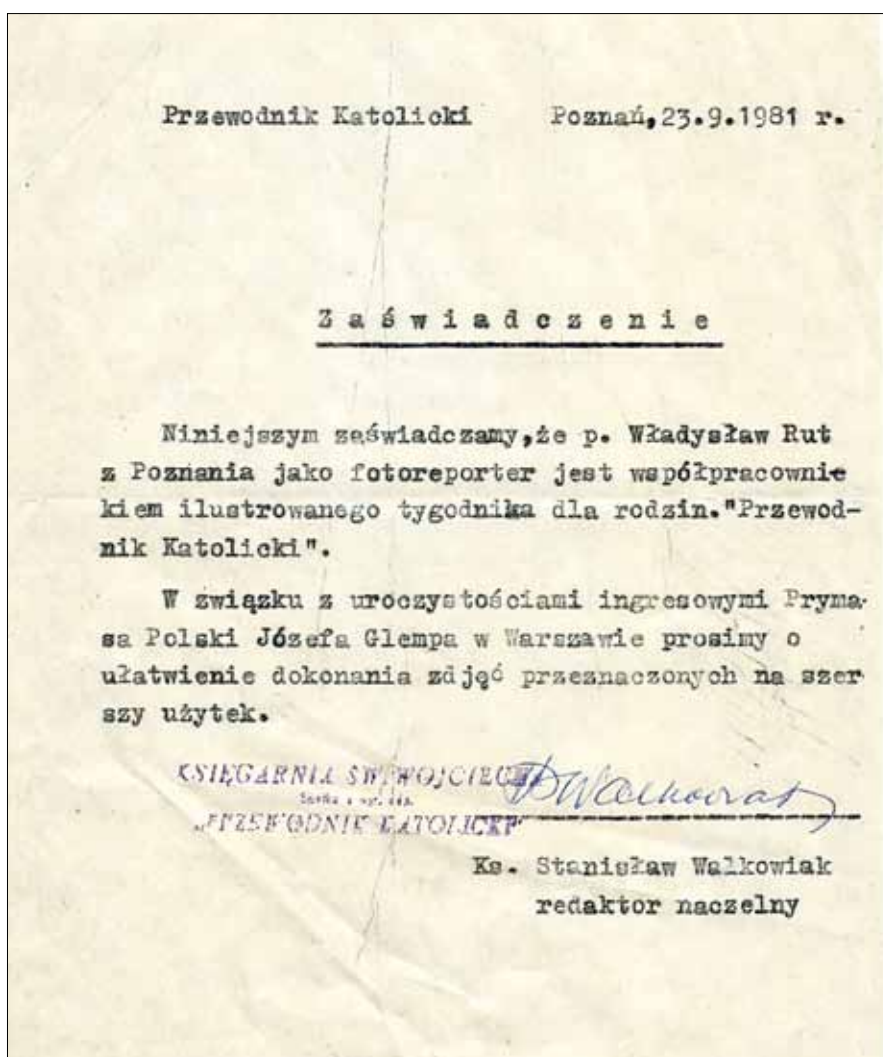 Przewodnik Katolicki Poznań,23.9.1981 r.
Zaświadczenie
Niniejszym zaświadczamy,że p. Władysław Rut
z Poznania jako fotoreporter jest współpracowni-
kiem ilustrowanego tygodnika dla rodzin."Przewod-
nik Katolicki".
W związku z uroczystościami ingresowymi Pryma-
sa Polski Józefa Glempa w Warszawie prosimy o
ułatwienie dokonania zdjęć przeznaczonych na szer
szy użytek.
KSIĘGARNIA ŚW. WOJCIECHA
„PRZEWODNIK KATOLICKI"
SWalkowiak
Ks. Stanisław Walkowiak
redaktor naczelny